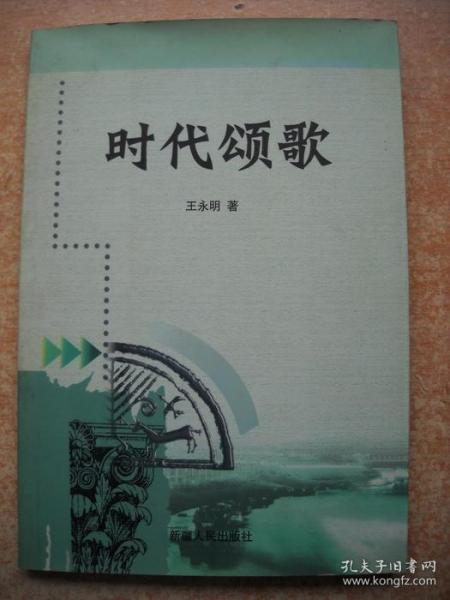 时代颂歌
王永明 著
新疆人民出版社
孔夫子旧书网
www.kongfz.com